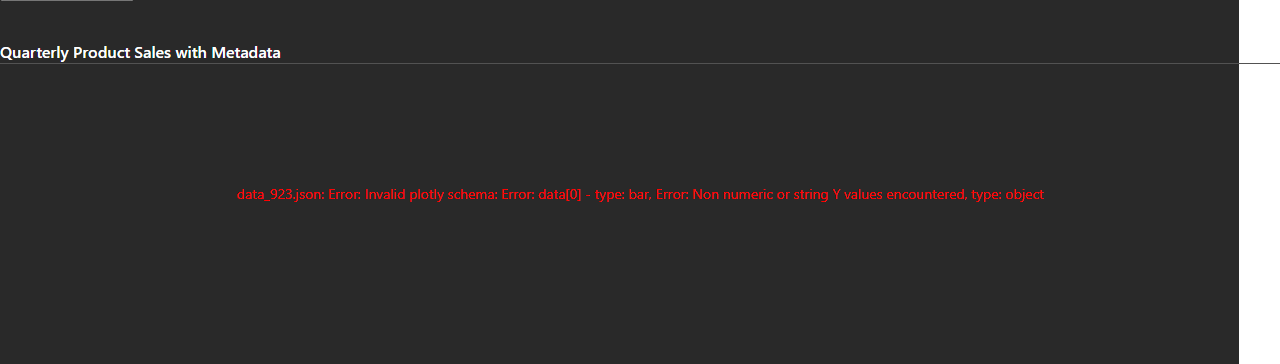 Quarterly Product Sales with Metadata
data_923.json: Error: Invalid plotly schema: Error: data[0] - type: bar, Error: Non numeric or string Y values encountered, type: object